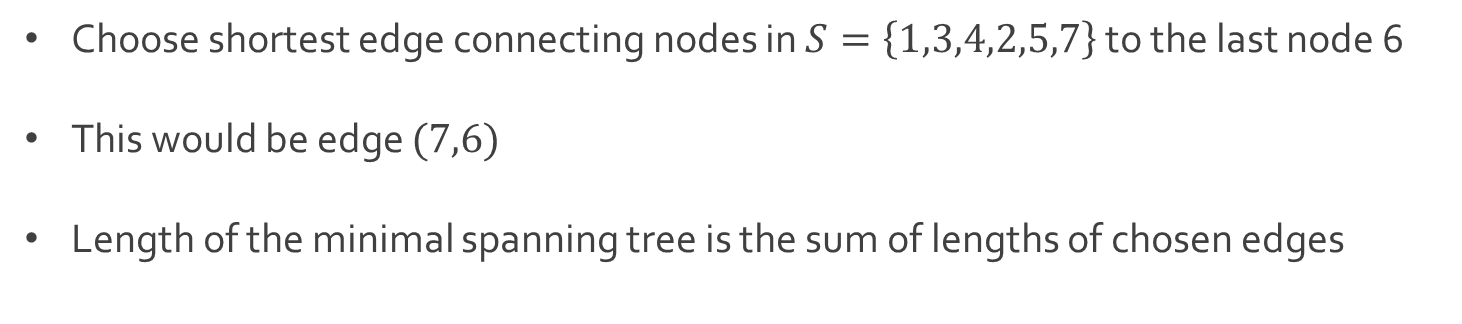 • Choose shortest edge connecting nodes in S = {1,3,4,2,5,7} to the last node 6
• This would be edge (7,6)
• Length of the minimal spanning tree is the sum of lengths of chosen edges